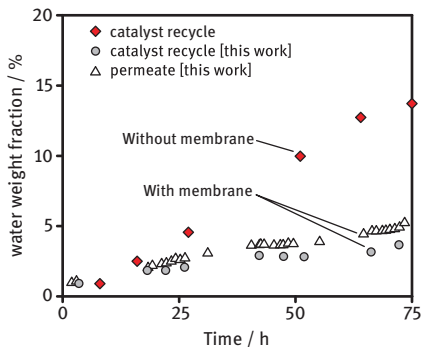 20
15
10
5
0
water weight fraction / %
catalyst recycle
catalyst recycle [this work]
permeate [this work]
Without membrane
With membrane
0 25 50 75
Time / h